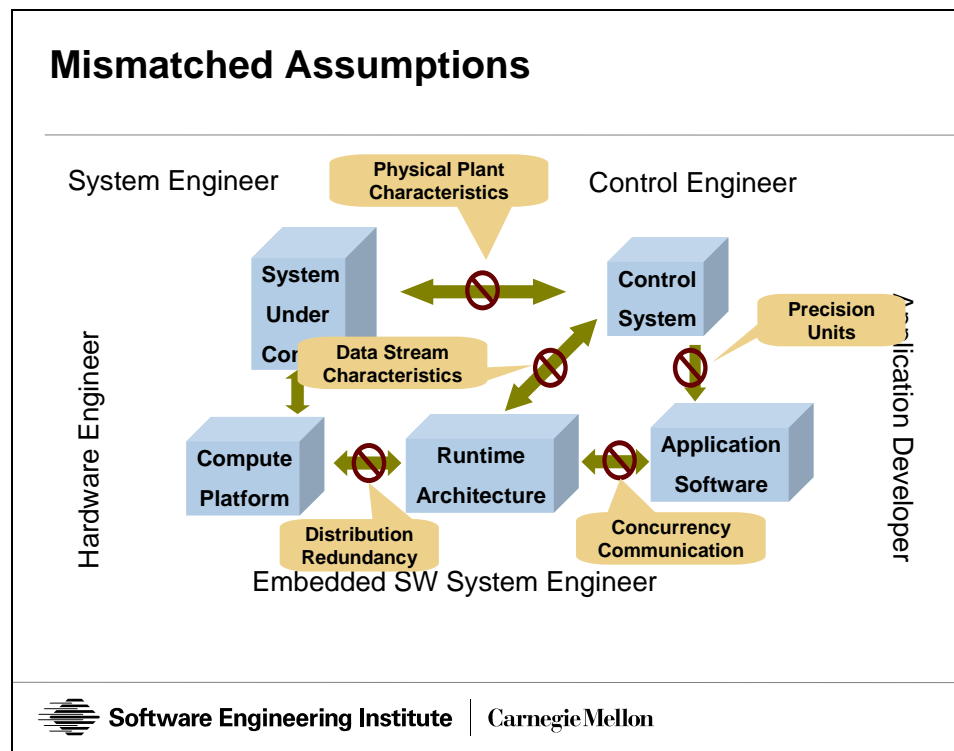 Mismatched Assumptions
System Engineer
Physical Plant
Characteristics
Control Engineer
System
Under
Con
Control
System
Precision
Units
Data Stream
Characteristics
Hardware Engineer
Application Developer
Compute
Platform
Runtime
Architecture
Application
Software
Distribution
Redundancy
Concurrency
Communication
Embedded SW System Engineer
Software Engineering Institute
Carnegie Mellon